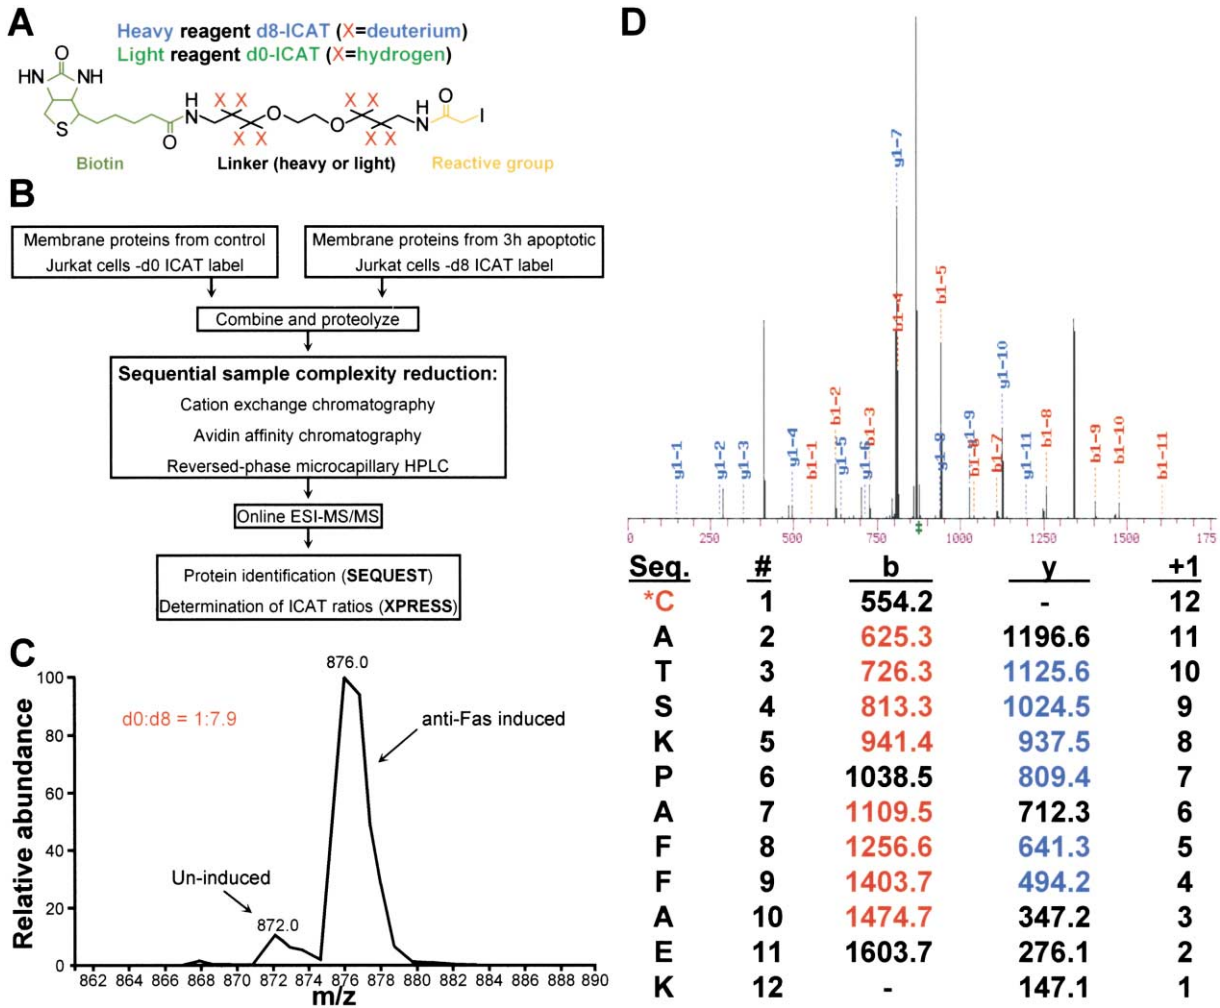 A
Heavy reagent d8-ICAT (X=deuterium)
Light reagent d0-ICAT (X=hydrogen)
O
HN NH
S
O
H
N
X X
X X
O
O
X X
X X
N
H
O
I
Biotin
Linker (heavy or light)
Reactive group
B
Membrane proteins from control
Jurkat cells -d0 ICAT label
Membrane proteins from 3h apoptotic
Jurkat cells -d8 ICAT label
Combine and proteolyze
Sequential sample complexity reduction:
Cation exchange chromatography
Avidin affinity chromatography
Reversed-phase microcapillary HPLC
Online ESI-MS/MS
Protein identification (SEQUEST)
Determination of ICAT ratios (XPRESS)
C
876.0
d0:d8 = 1:7.9
anti-Fas induced
Un-induced
872.0
Relative abundance
100
80
60
40
20
0
862 864 866 868 870 872 874 876 878 880 882 884 886 888 890
m/z
D
y1-1
y1-2
y1-3
y1-4
b1-1
b1-2
y1-5
y1-6
b1-3
y1-7
b1-4
b1-5
y1-8
y1-9
b1-6
b1-7
y1-10
y1-11
b1-8
b1-9
b1-10
b1-11
0 250 500 750 1000 1250 1500 175
Seq. # b y +1
*C 1 554.2 - 12
A 2 625.3 1196.6 11
T 3 726.3 1125.6 10
S 4 813.3 1024.5 9
K 5 941.4 937.5 8
P 6 1038.5 809.4 7
A 7 1109.5 712.3 6
F 8 1256.6 641.3 5
F 9 1403.7 494.2 4
A 10 1474.7 347.2 3
E 11 1603.7 276.1 2
K 12 - 147.1 1